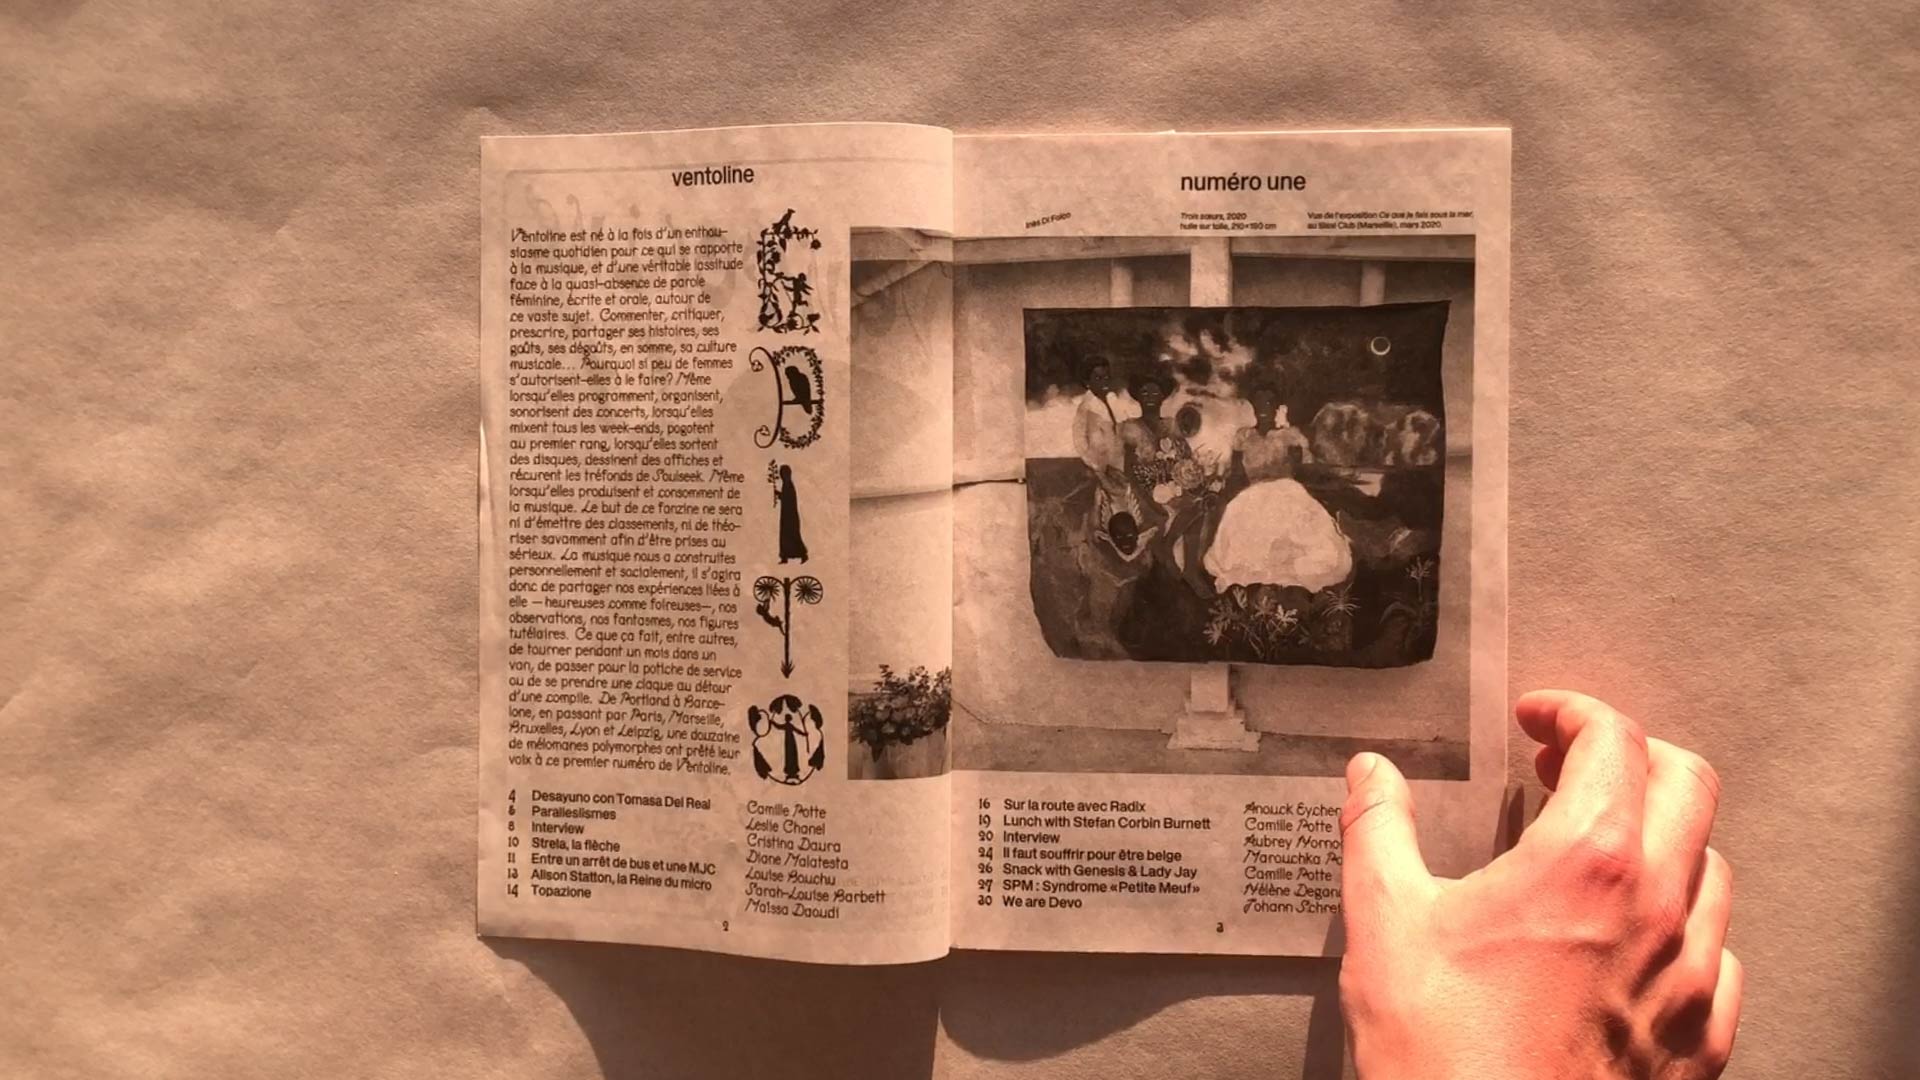 ventoline
Ventoline est né à la fois d'un enthou-
siasme quotidien pour ce qui se rapporte
à la musique, et d'une véritable lassitude
face à la quasi-absence de parole
féminine, écrite et orale, autour de
ce vaste sujet. Commenter, critiquer,
prescrire, partager ses histoires, ses
goûts, ses dégoûts, en somme, sa culture
musicale... Pourquoi si peu de femmes
s'autorisent-elles à le faire? Même
lorsqu'elles programment, organisent,
sonorisent des concerts, lorsqu'elles
mixent tous les week-ends, pogotent
au premier rang, lorsqu'elles sortent
des disques, dessinent des affiches et
récurent les tréfonds de Soulseek. Même
lorsqu'elles produisent et consomment de
la musique. Le but de ce fanzine ne sera
ni d'émettre des classements, ni de théo-
riser savamment afin d'être prises au
sérieux. La musique nous a construites
personnellement et socialement, il s'agira
donc de partager nos expériences liées à
elle — heureuses comme foireuses—, nos
observations, nos fantasmes, nos figures
tutélaires. Ce que ça fait, entre autres,
de tourner pendant un mois dans un
van, de passer pour la potiche de service
ou de se prendre une claque au détour
d'une compile. De Portland à Barce-
lone, en passant par Paris, Marseille,
Bruxelles, Lyon et Leipzig, une douzaine
de mélomanes polymorphes ont prêté leur
voix à ce premier numéro de Ventoline.
4 Desayuno con Tomasa Del Real Camille Potte
6 Paralleslismes Leslie Chanel
8 Interview Cristina Daura
10 Strela, la flèche Diane Malatesta
11 Entre un arrêt de bus et une MJC Louise Bouchu
13 Alison Statton, la Reine du micro Sarah-Louise Barbett
14 Topazione Maïssa Daoudi
2
numéro une
Inès Di Folco
Trois sœurs, 2020
huile sur toile, 210×190 cm
Vue de l'exposition Ce que je fais sous la mer,
au Sissi Club (Marseille), mars 2020.
16 Sur la route avec Radix Anouck Eychen
19 Lunch with Stefan Corbin Burnett Camille Potte
20 Interview Aubrey Horno
24 Il faut souffrir pour être belge Marouchka Pa
26 Snack with Genesis & Lady Jay Camille Potte
27 SPM : Syndrome «Petite Meuf» Hélène Degan
30 We are Devo Johann Schre
3